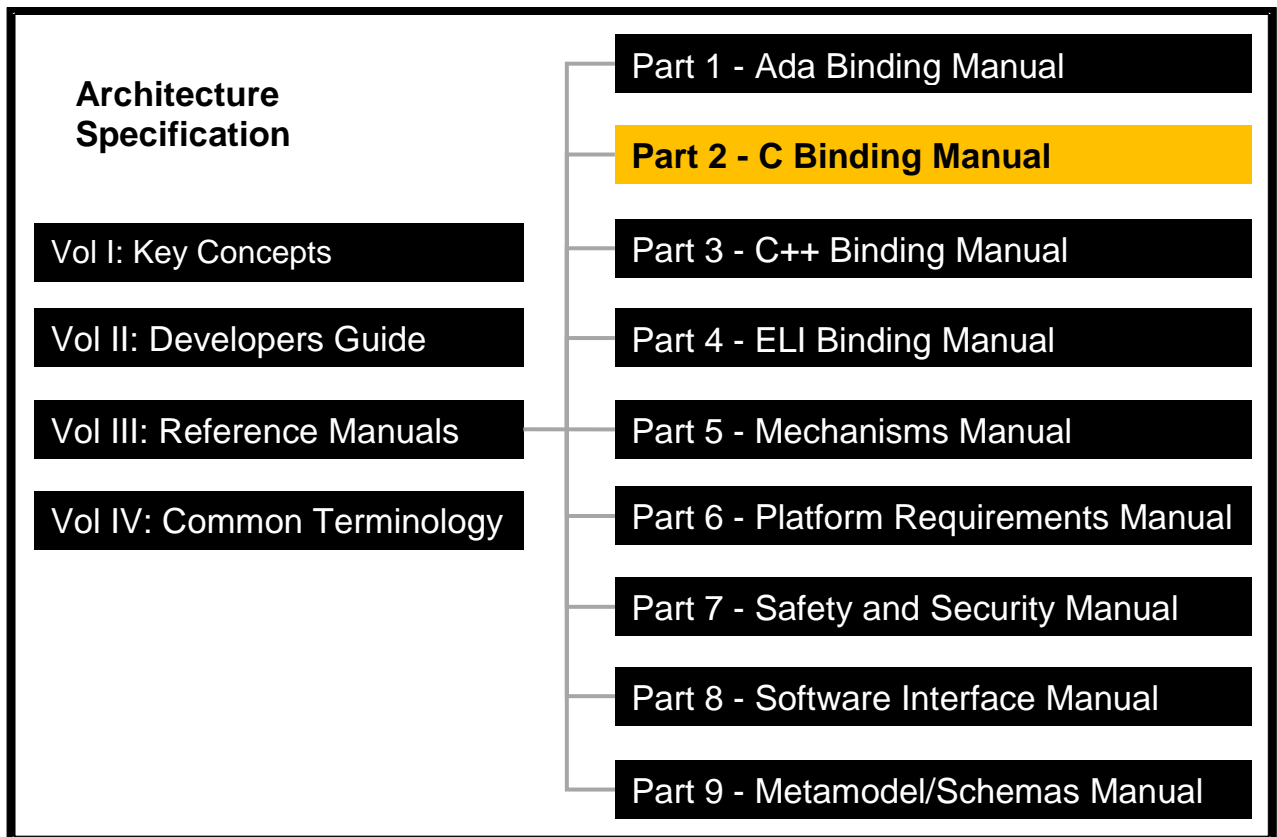 Architecture
Specification
Vol I: Key Concepts
Vol II: Developers Guide
Vol III: Reference Manuals
Vol IV: Common Terminology
Part 1 - Ada Binding Manual
Part 2 - C Binding Manual
Part 3 - C++ Binding Manual
Part 4 - ELI Binding Manual
Part 5 - Mechanisms Manual
Part 6 - Platform Requirements Manual
Part 7 - Safety and Security Manual
Part 8 - Software Interface Manual
Part 9 - Metamodel/Schemas Manual